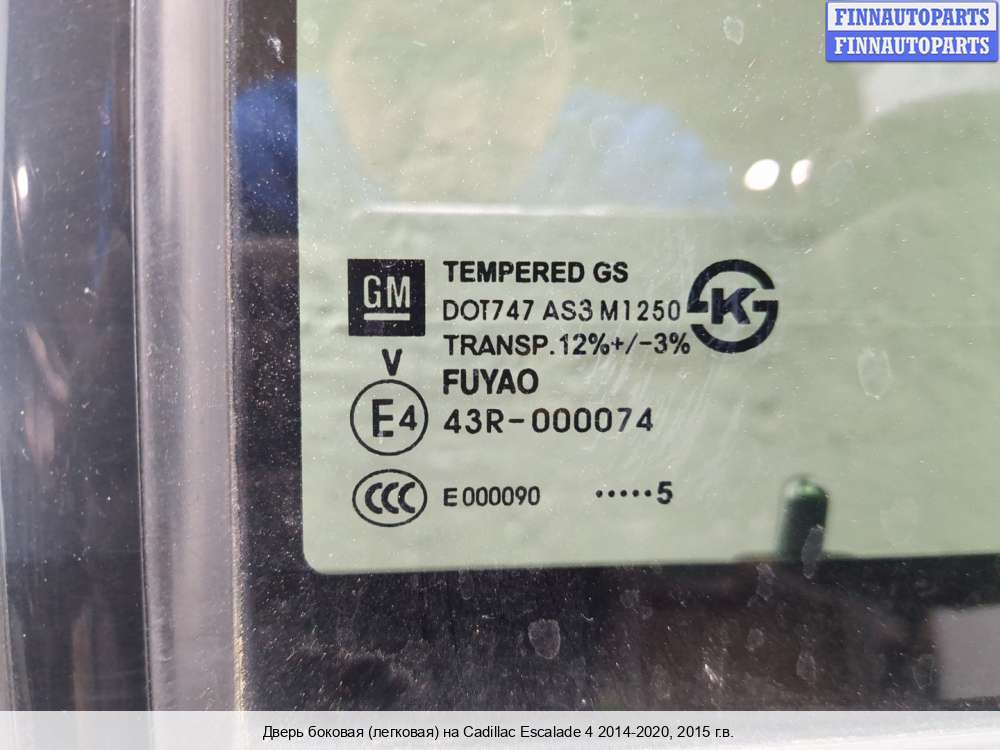 FINNAUTOPARTS
FINNAUTOPARTS
GM
TEMPERED GS
DOT747 AS3 M1250
K
TRANSP.12%+/-3%
V
FUYAO
E4
43R-000074
CCC
E000090
•••••5
Дверь боковая (легковая) на Cadillac Escalade 4 2014-2020, 2015 г.в.